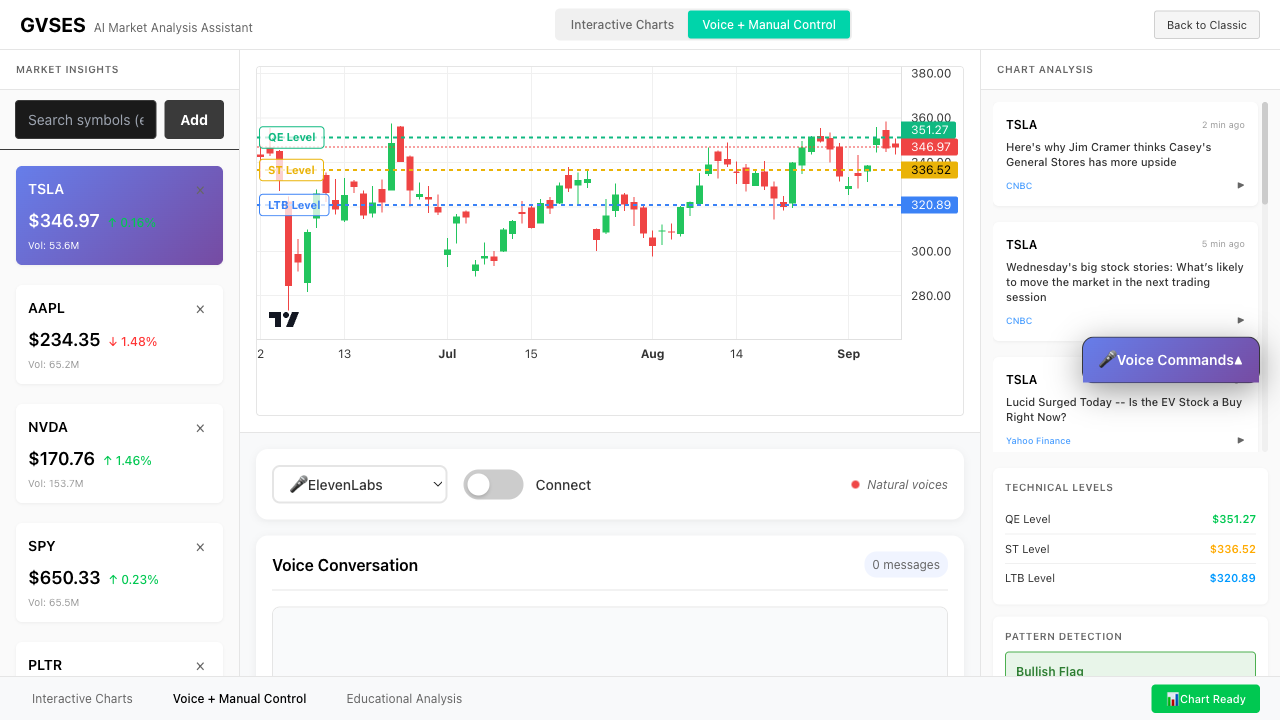 GVSES AI Market Analysis Assistant
Interactive Charts
Voice + Manual Control
Back to Classic
MARKET INSIGHTS
Search symbols (e
Add
TSLA
$346.97 ↑ 0.16%
Vol: 53.6M
AAPL ×
$234.35 ↓ 1.48%
Vol: 65.2M
NVDA ×
$170.76 ↑ 1.46%
Vol: 153.7M
SPY ×
$650.33 ↑ 0.23%
Vol: 65.5M
PLTR ×
QE Level
ST Level
LTB Level
380.00
360.00
351.27
346.97
340.00
336.52
320.89
300.00
280.00
2 13 Jul 15 Aug 14 Sep
🎤ElevenLabs
Connect
Natural voices
Voice Conversation
0 messages
CHART ANALYSIS
TSLA 2 min ago
Here's why Jim Cramer thinks Casey's
General Stores has more upside
CNBC ▶
TSLA 5 min ago
Wednesday's big stock stories: What's likely
to move the market in the next trading
session
CNBC ▶
🎤Voice Commands▲
TSLA
Lucid Surged Today -- Is the EV Stock a Buy
Right Now?
Yahoo Finance ▶
TECHNICAL LEVELS
QE Level $351.27
ST Level $336.52
LTB Level $320.89
PATTERN DETECTION
Bullish Flag
Interactive Charts
Voice + Manual Control
Educational Analysis
📊Chart Ready